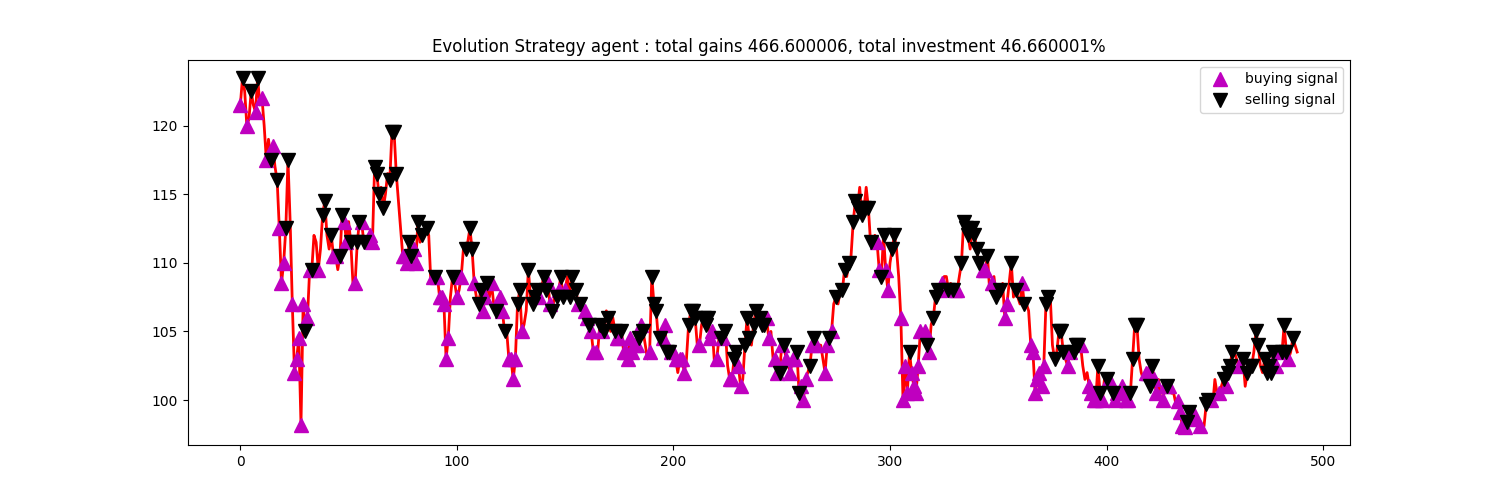 Evolution Strategy agent : total gains 466.600006, total investment 46.660001%
buying signal
selling signal
120
115
110
105
100
0 100 200 300 400 500